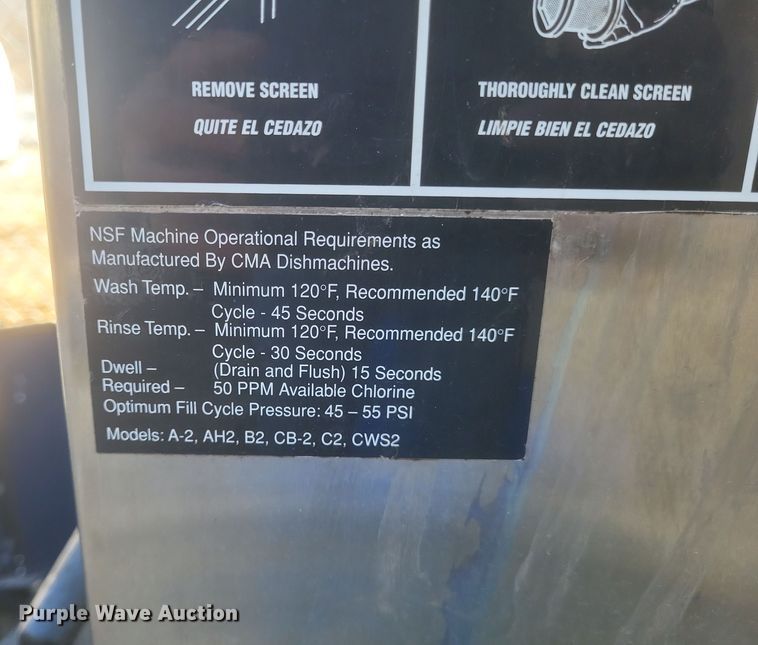 REMOVE SCREEN
QUITE EL CEDAZO
THOROUGHLY CLEAN SCREEN
LIMPIE BIEN EL CEDAZO
NSF Machine Operational Requirements as
Manufactured By CMA Dishmachines.
Wash Temp. – Minimum 120°F, Recommended 140°F
Cycle - 45 Seconds
Rinse Temp. – Minimum 120°F, Recommended 140°F
Cycle - 30 Seconds
Dwell – (Drain and Flush) 15 Seconds
Required – 50 PPM Available Chlorine
Optimum Fill Cycle Pressure: 45 – 55 PSI
Models: A-2, AH2, B2, CB-2, C2, CWS2
Purple Wave Auction